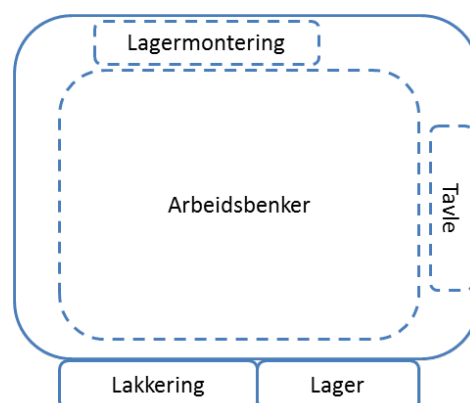 Lagermontering
Arbeidsbenker
Tavle
Lakkering
Lager